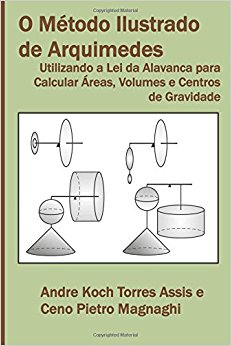 O Método Ilustrado
de Arquimedes
Utilizando a Lei da Alavanca para
Calcular Áreas, Volumes e Centros
de Gravidade
Andre Koch Torres Assis e
Ceno Pietro Magnaghi